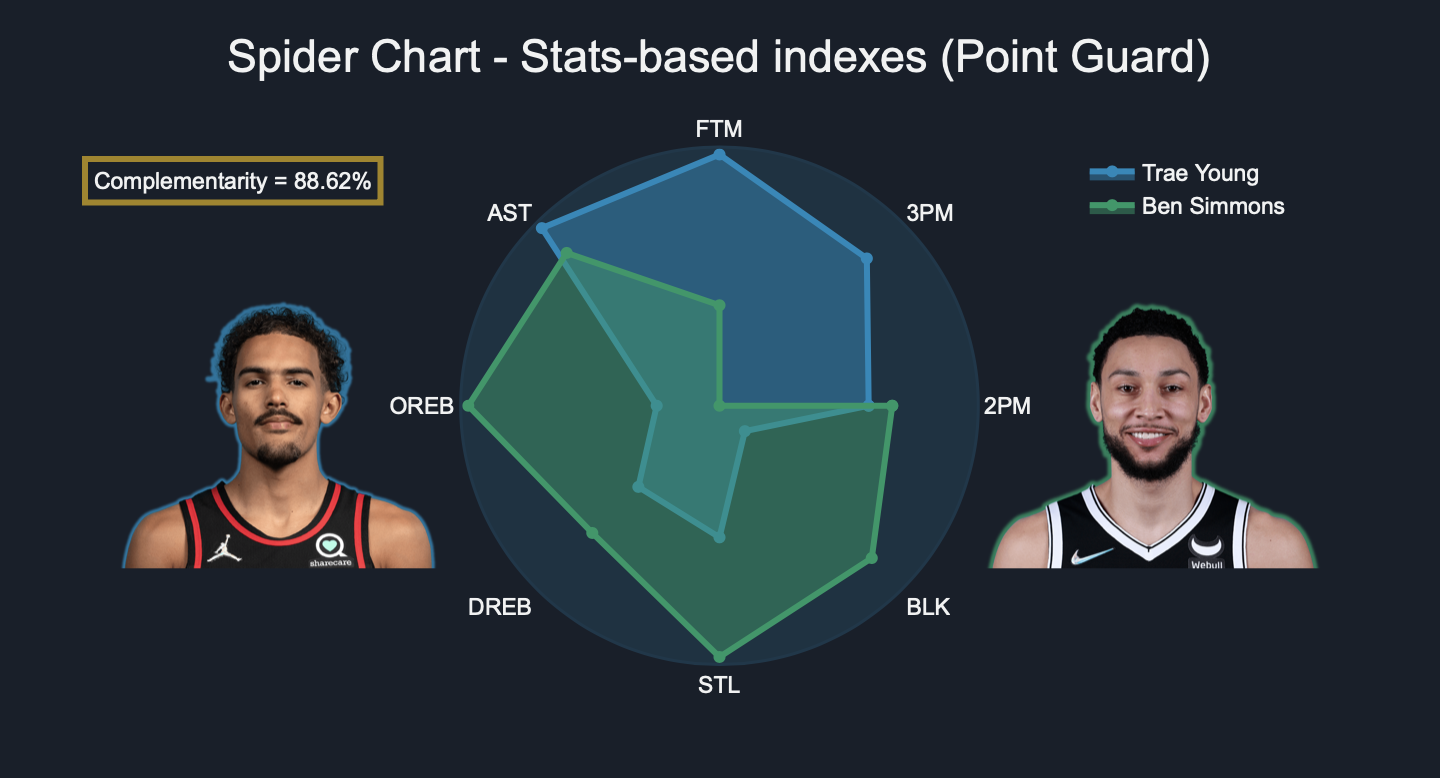 Spider Chart - Stats-based indexes (Point Guard)
FTM
Complementarity = 88.62%
Trae Young
Ben Simmons
AST
3PM
OREB
2PM
DREB
BLK
STL
sharecare
Webull